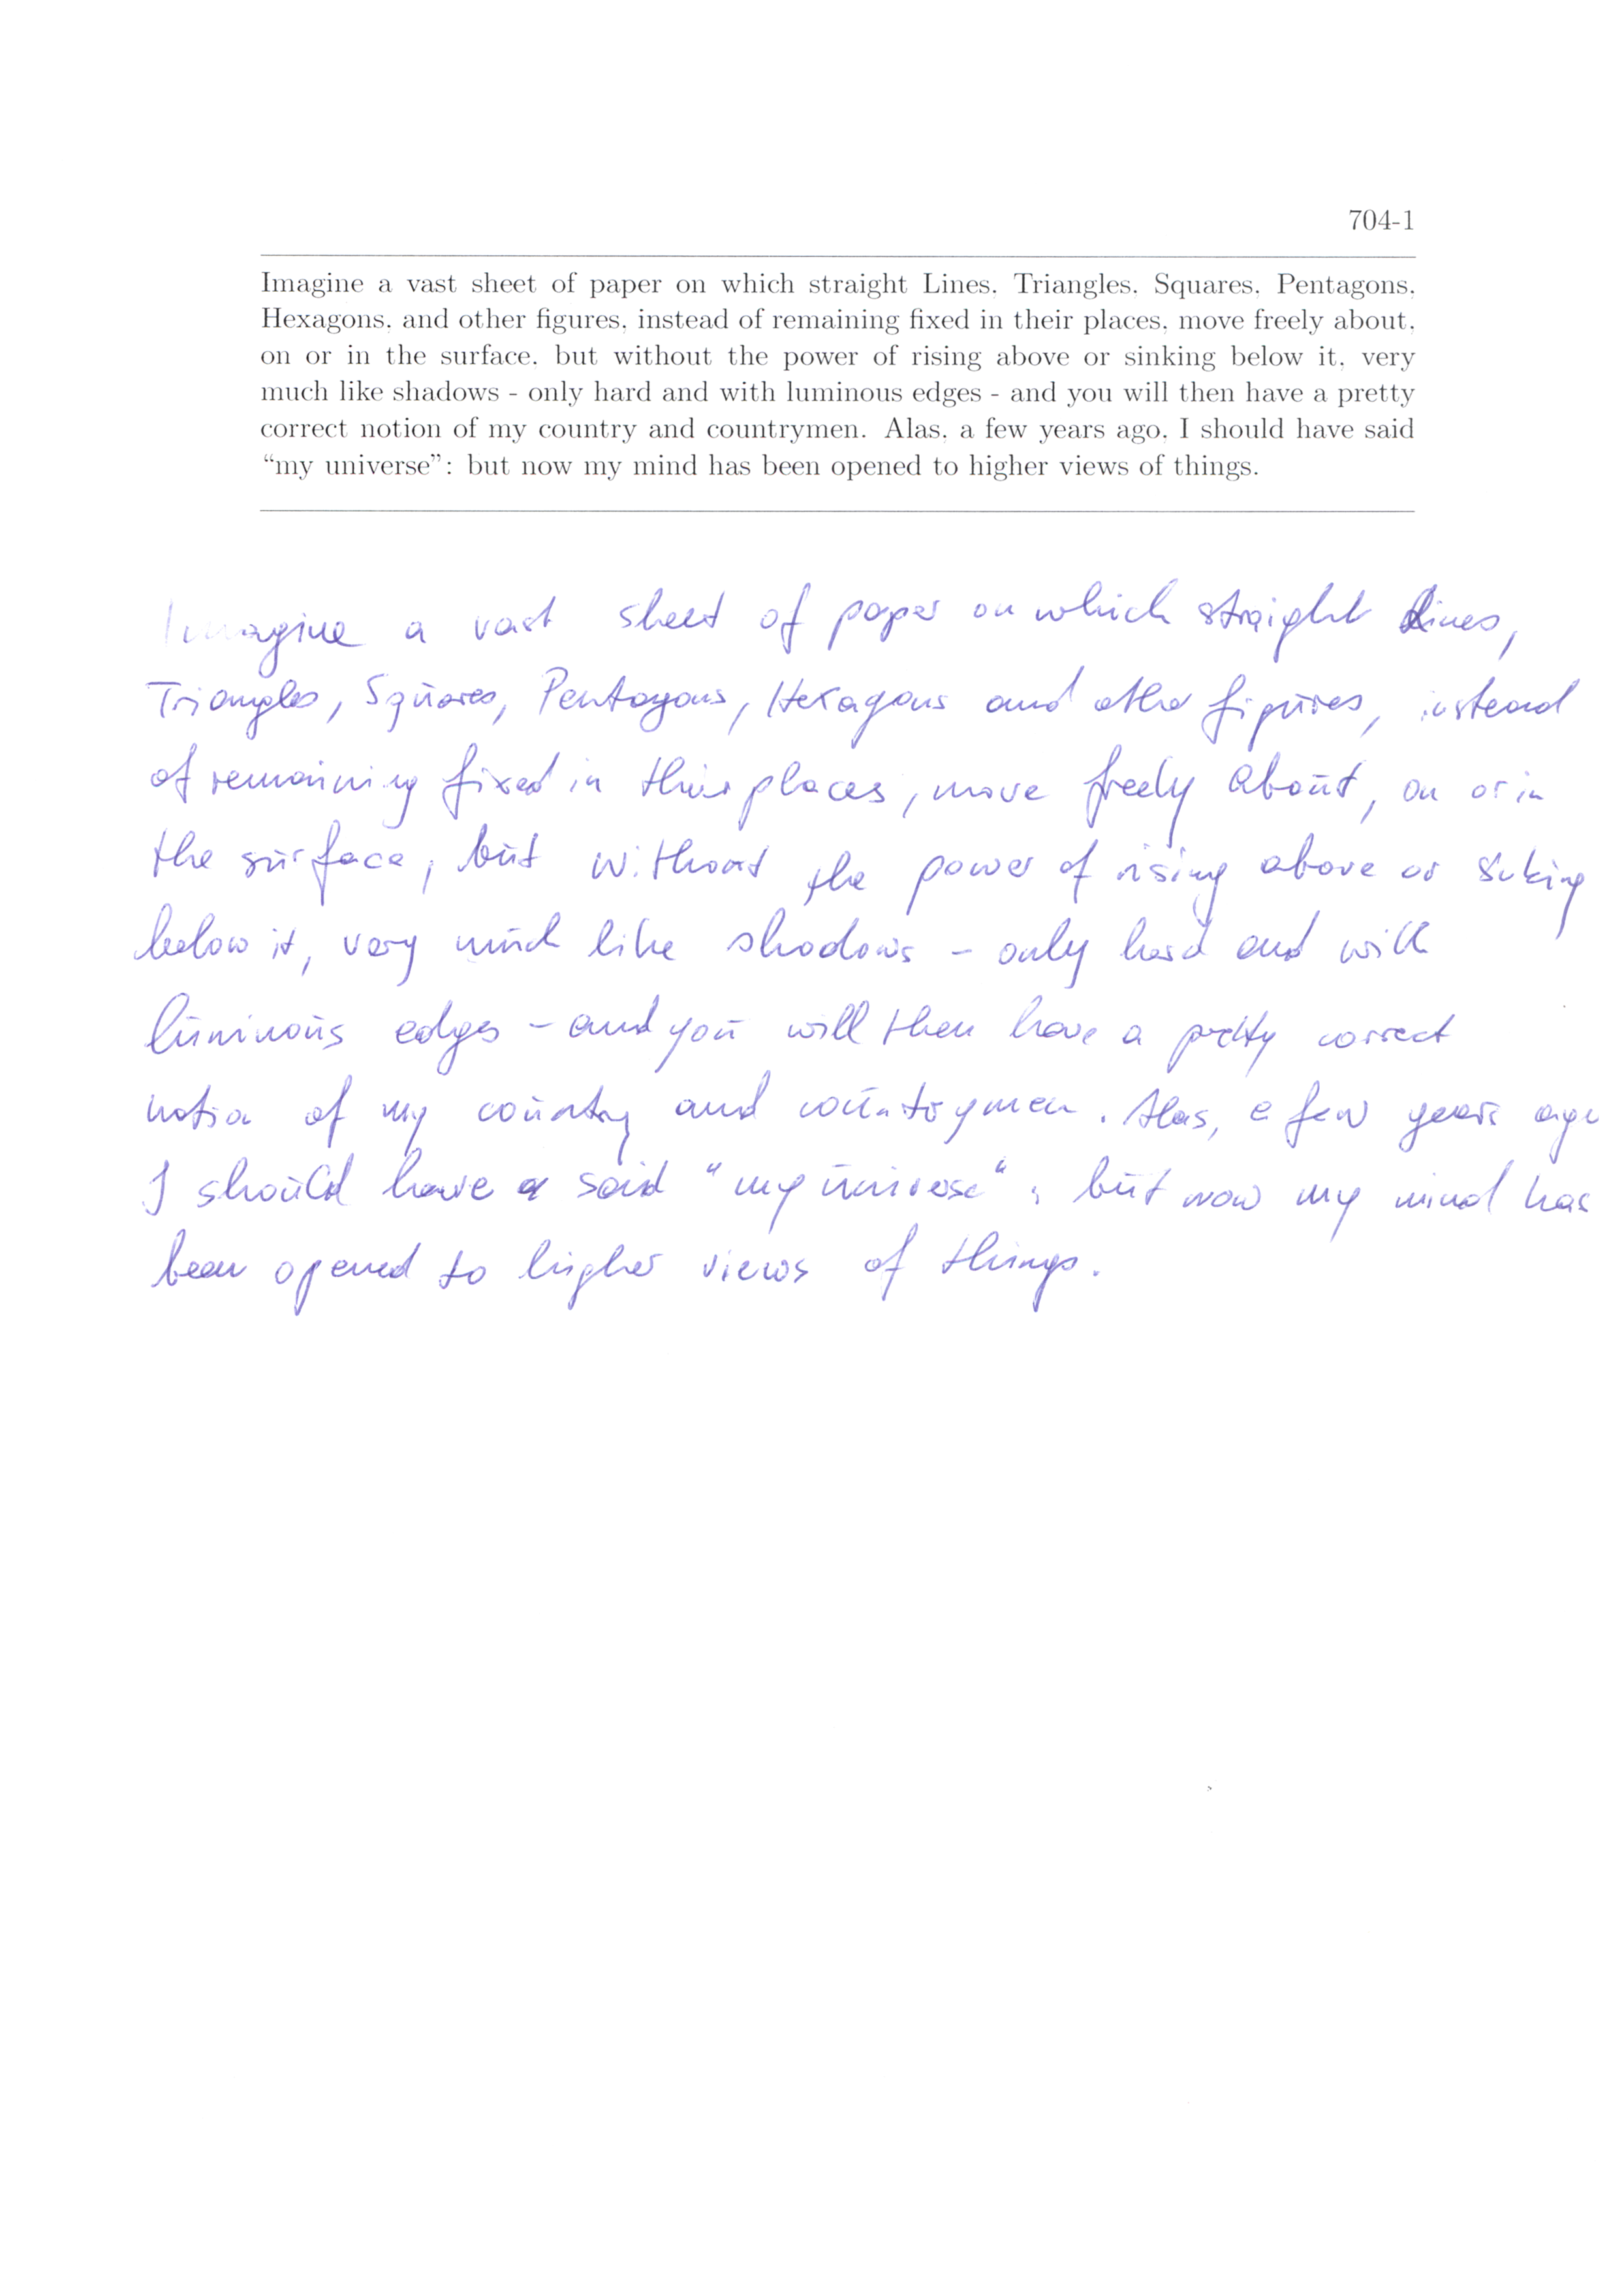 704-1
Imagine a vast sheet of paper on which straight Lines, Triangles, Squares, Pentagons,
Hexagons, and other figures, instead of remaining fixed in their places, move freely about,
on or in the surface, but without the power of rising above or sinking below it, very
much like shadows - only hard and with luminous edges - and you will then have a pretty
correct notion of my country and countrymen. Alas, a few years ago, I should have said
“my universe”: but now my mind has been opened to higher views of things.
Imagine a vast sheet of paper on which straight Lines,
Triangles, Squares, Pentagons, Hexagons and other figures, instead
of remaining fixed in their places, move freely about, on or in
the surface, but without the power of rising above or sinking
below it, very much like shadows - only hard and with
luminous edges - and you will then have a pretty correct
notion of my country and countrymen. Alas, a few years ago
I should have said "my universe": but now my mind has
been opened to higher views of things.